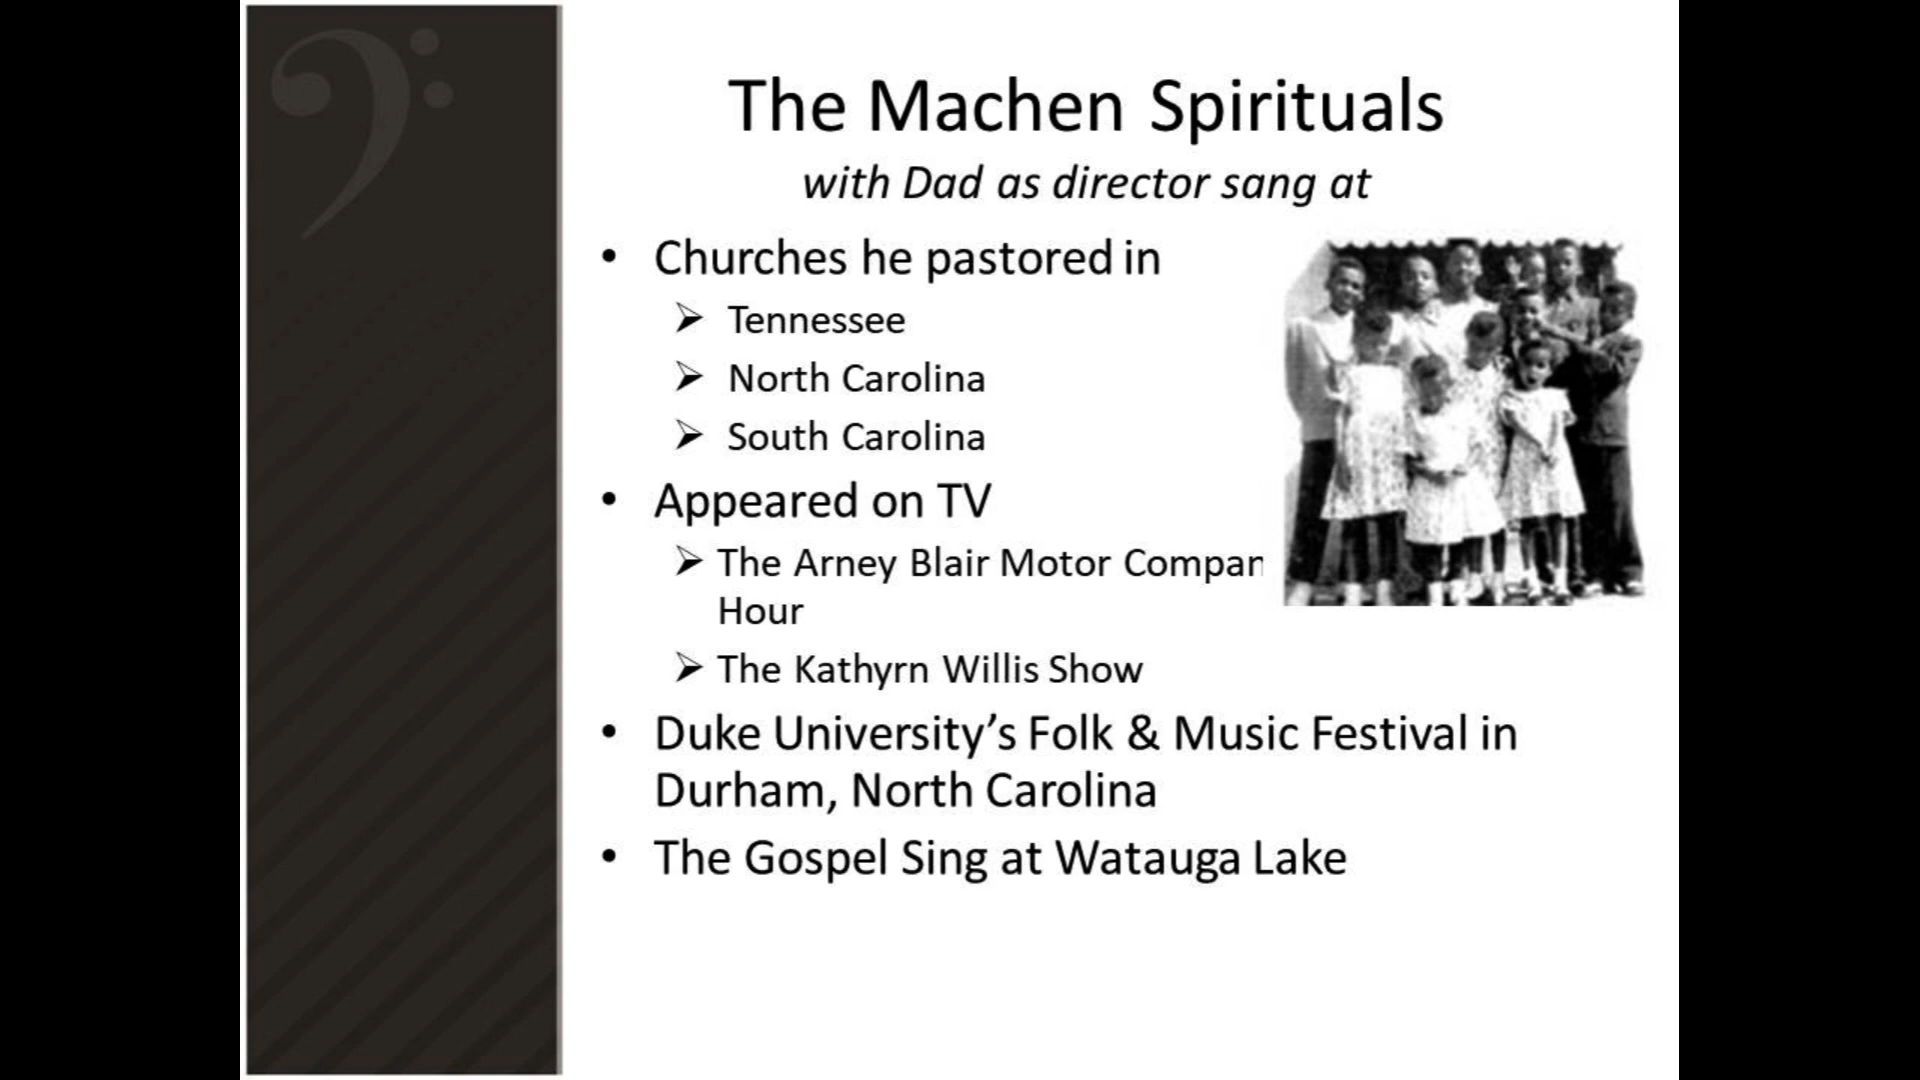 The Machen Spirituals
with Dad as director sang at
• Churches he pastored in
➢ Tennessee
➢ North Carolina
➢ South Carolina
• Appeared on TV
➢ The Arney Blair Motor Compan
Hour
➢ The Kathyrn Willis Show
• Duke University’s Folk & Music Festival in
Durham, North Carolina
• The Gospel Sing at Watauga Lake